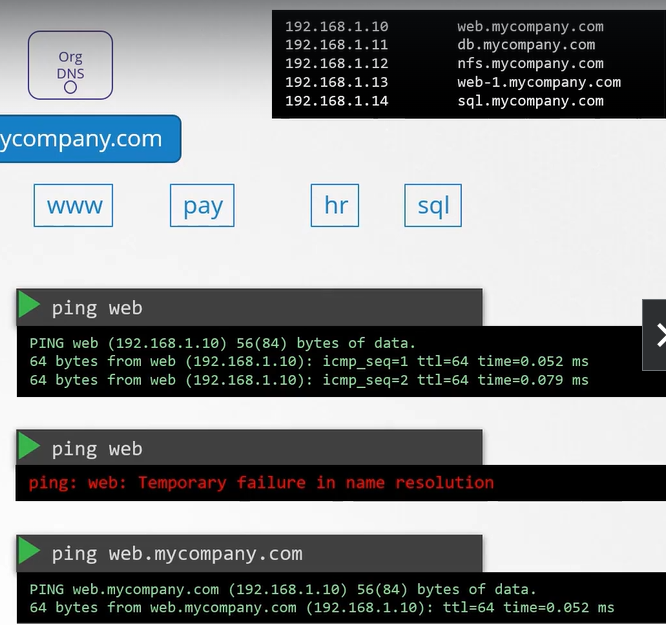 Org
DNS
192.168.1.10 web.mycompany.com
192.168.1.11 db.mycompany.com
192.168.1.12 nfs.mycompany.com
192.168.1.13 web-1.mycompany.com
192.168.1.14 sql.mycompany.com
ycompany.com
www pay hr sql
ping web
PING web (192.168.1.10) 56(84) bytes of data.
64 bytes from web (192.168.1.10): icmp_seq=1 ttl=64 time=0.052 ms
64 bytes from web (192.168.1.10): icmp_seq=2 ttl=64 time=0.079 ms
ping web
ping: web: Temporary failure in name resolution
ping web.mycompany.com
PING web.mycompany.com (192.168.1.10) 56(84) bytes of data.
64 bytes from web.mycompany.com (192.168.1.10): ttl=64 time=0.052 ms